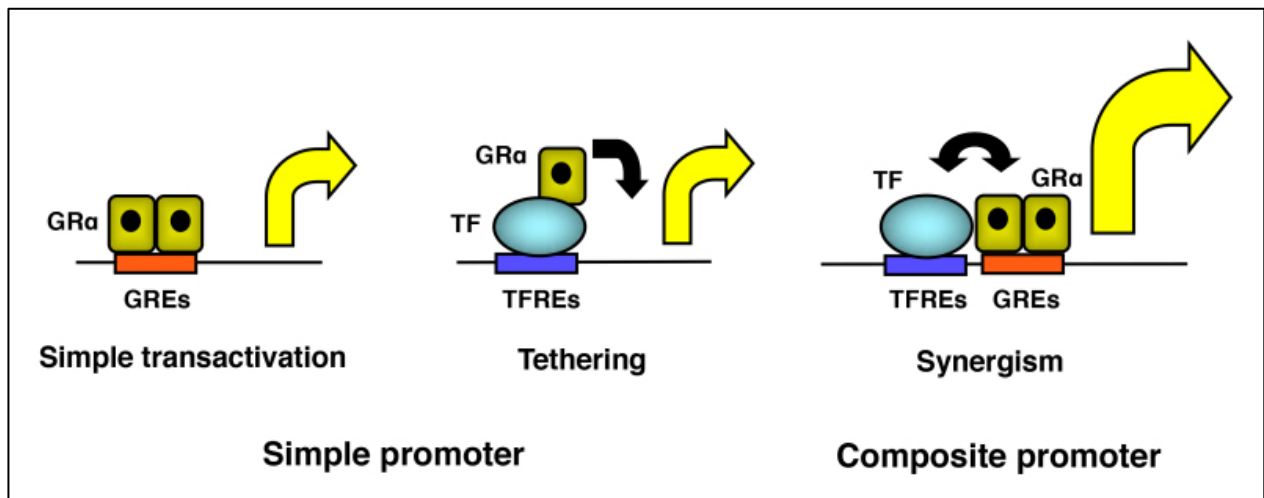 GRα
GREs
Simple transactivation
GRα
TF
TFREs
Tethering
TF
GRα
TFREs GREs
Synergism
Simple promoter
Composite promoter